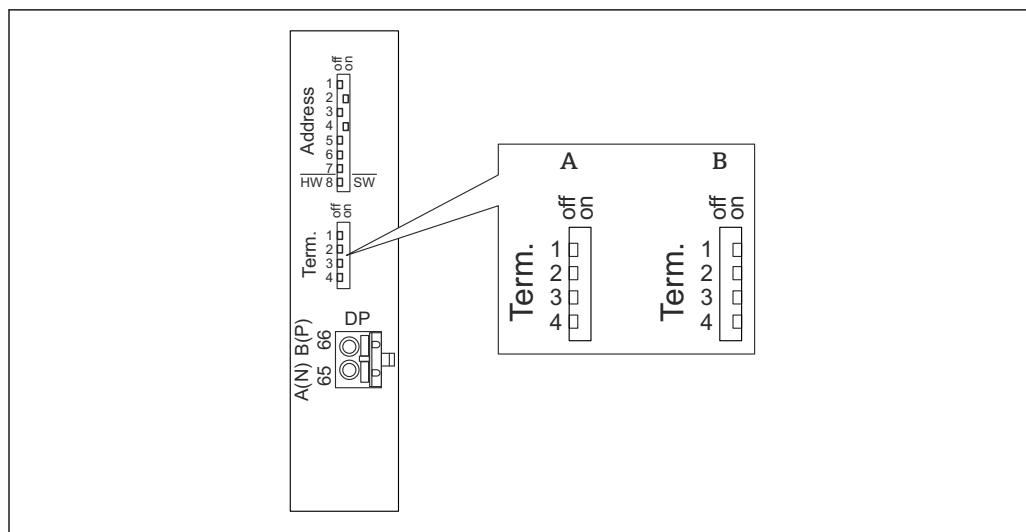 off
on
Address
1
2
3
4
5
6
7
HW 8 SW
off
on
Term.
1
2
3
4
DP
B(P) 66
A(N) 65
A
off
on
Term.
1
2
3
4
B
off
on
Term.
1
2
3
4